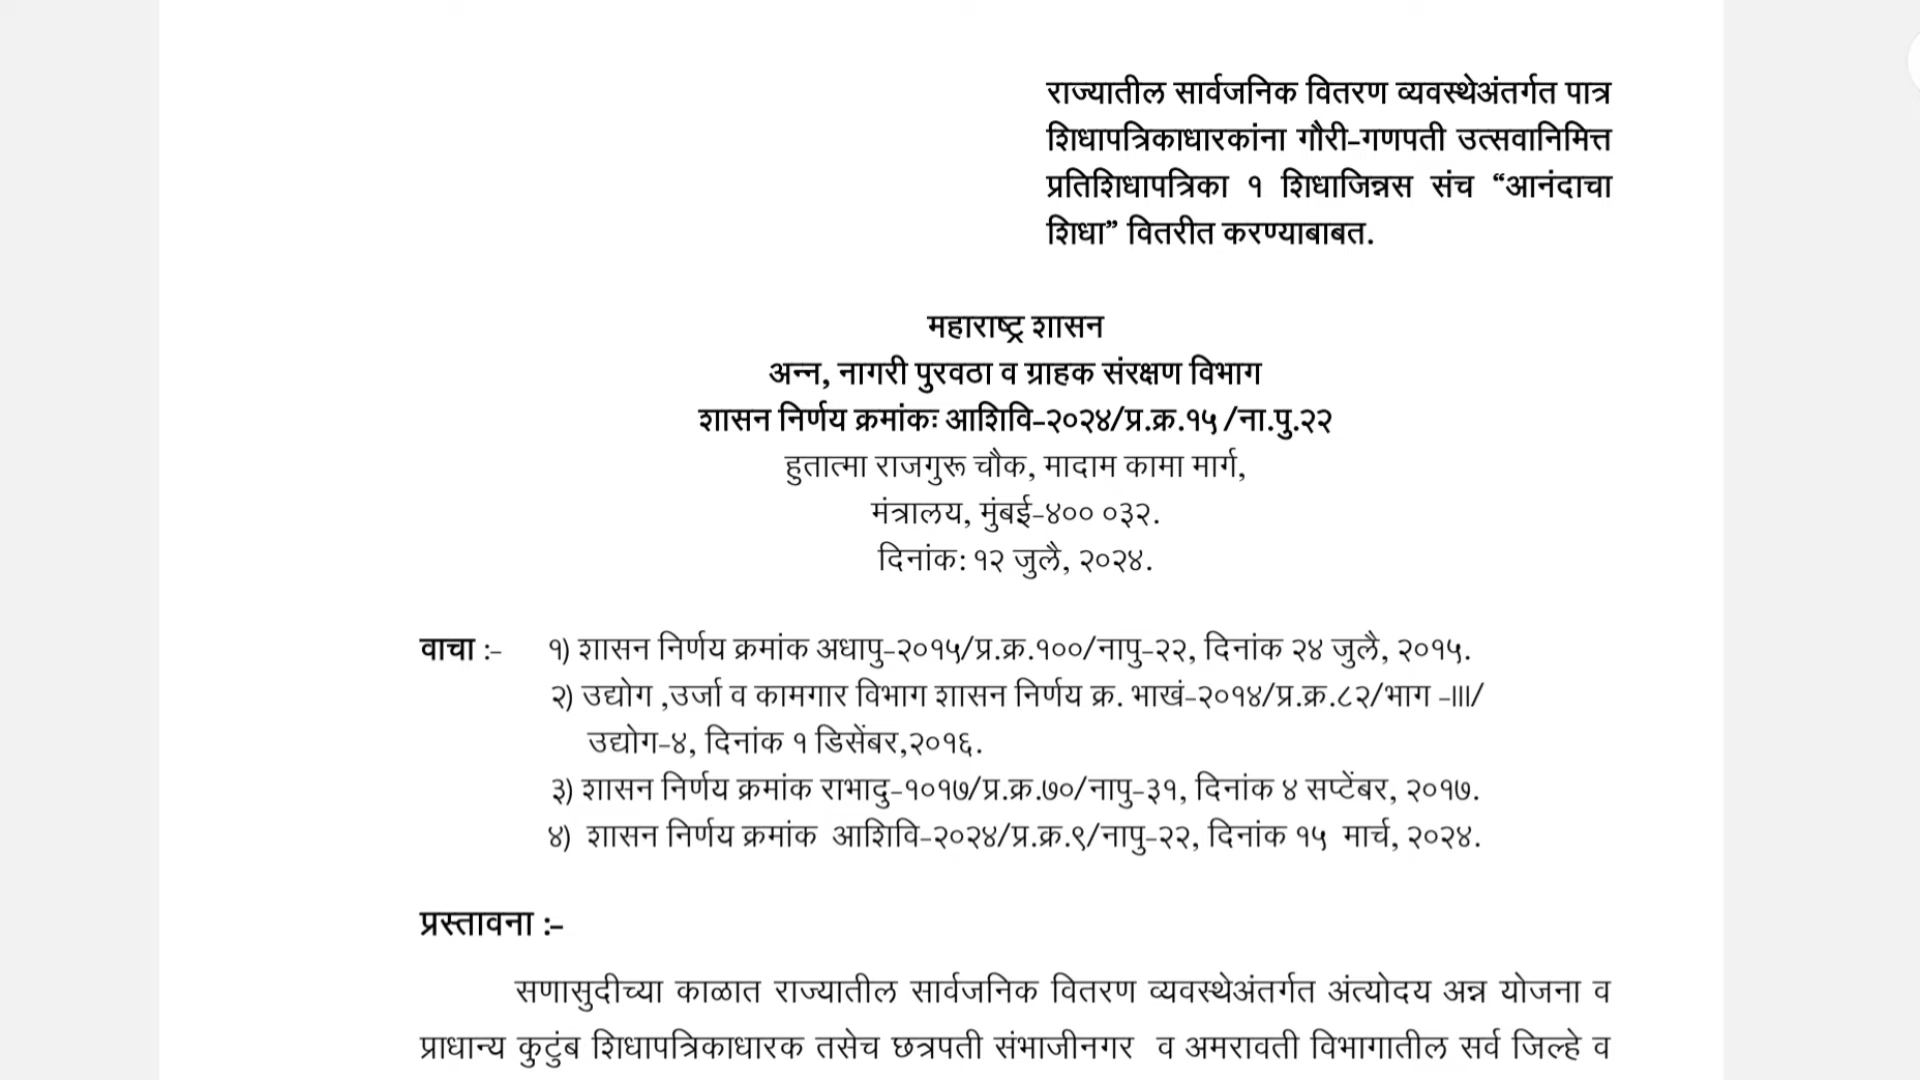 राज्यातील सार्वजनिक वितरण व्यवस्थेअंतर्गत पात्र
शिधापत्रिकाधारकांना गौरी-गणपती उत्सवानिमित्त
प्रतिशिधापत्रिका १ शिधाजिन्नस संच “आनंदाचा
शिधा” वितरीत करण्याबाबत.
महाराष्ट्र शासन
अन्न, नागरी पुरवठा व ग्राहक संरक्षण विभाग
शासन निर्णय क्रमांकः आशिवि-२०२४/प्र.क्र.१५ /ना.पु.२२
हुतात्मा राजगुरू चौक, मादाम कामा मार्ग,
मंत्रालय, मुंबई-४०० ०३२.
दिनांक: १२ जुलै, २०२४.
वाचा :- १) शासन निर्णय क्रमांक अधापु-२०१५/प्र.क्र.१००/नापु-२२, दिनांक २४ जुलै, २०१५.
२) उद्योग ,उर्जा व कामगार विभाग शासन निर्णय क्र. भाखं-२०१४/प्र.क्र.८२/भाग -III/
उद्योग-४, दिनांक १ डिसेंबर,२०१६.
३) शासन निर्णय क्रमांक राभादु-१०१७/प्र.क्र.७०/नापु-३१, दिनांक ४ सप्टेंबर, २०१७.
४) शासन निर्णय क्रमांक आशिवि-२०२४/प्र.क्र.९/नापु-२२, दिनांक १५ मार्च, २०२४.
प्रस्तावना :-
सणासुदीच्या काळात राज्यातील सार्वजनिक वितरण व्यवस्थेअंतर्गत अंत्योदय अन्न योजना व
प्राधान्य कुटुंब शिधापत्रिकाधारक तसेच छत्रपती संभाजीनगर व अमरावती विभागातील सर्व जिल्हे व